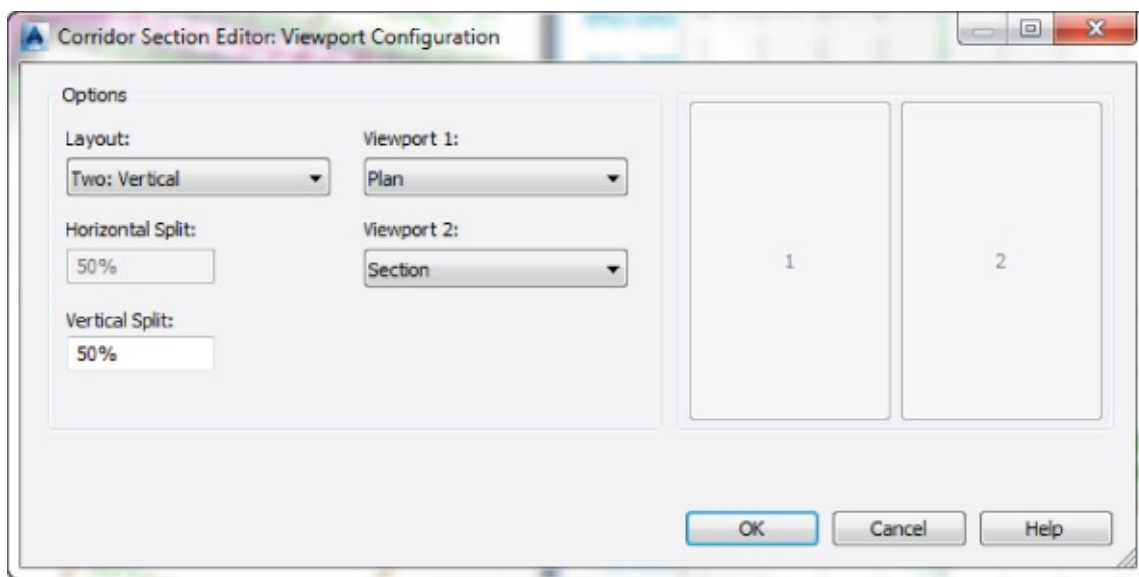 Corridor Section Editor: Viewport Configuration
Options
Layout:
Viewport 1:
Two: Vertical
Plan
Horizontal Split:
Viewport 2:
50%
Section
Vertical Split:
50%
1
2
OK
Cancel
Help